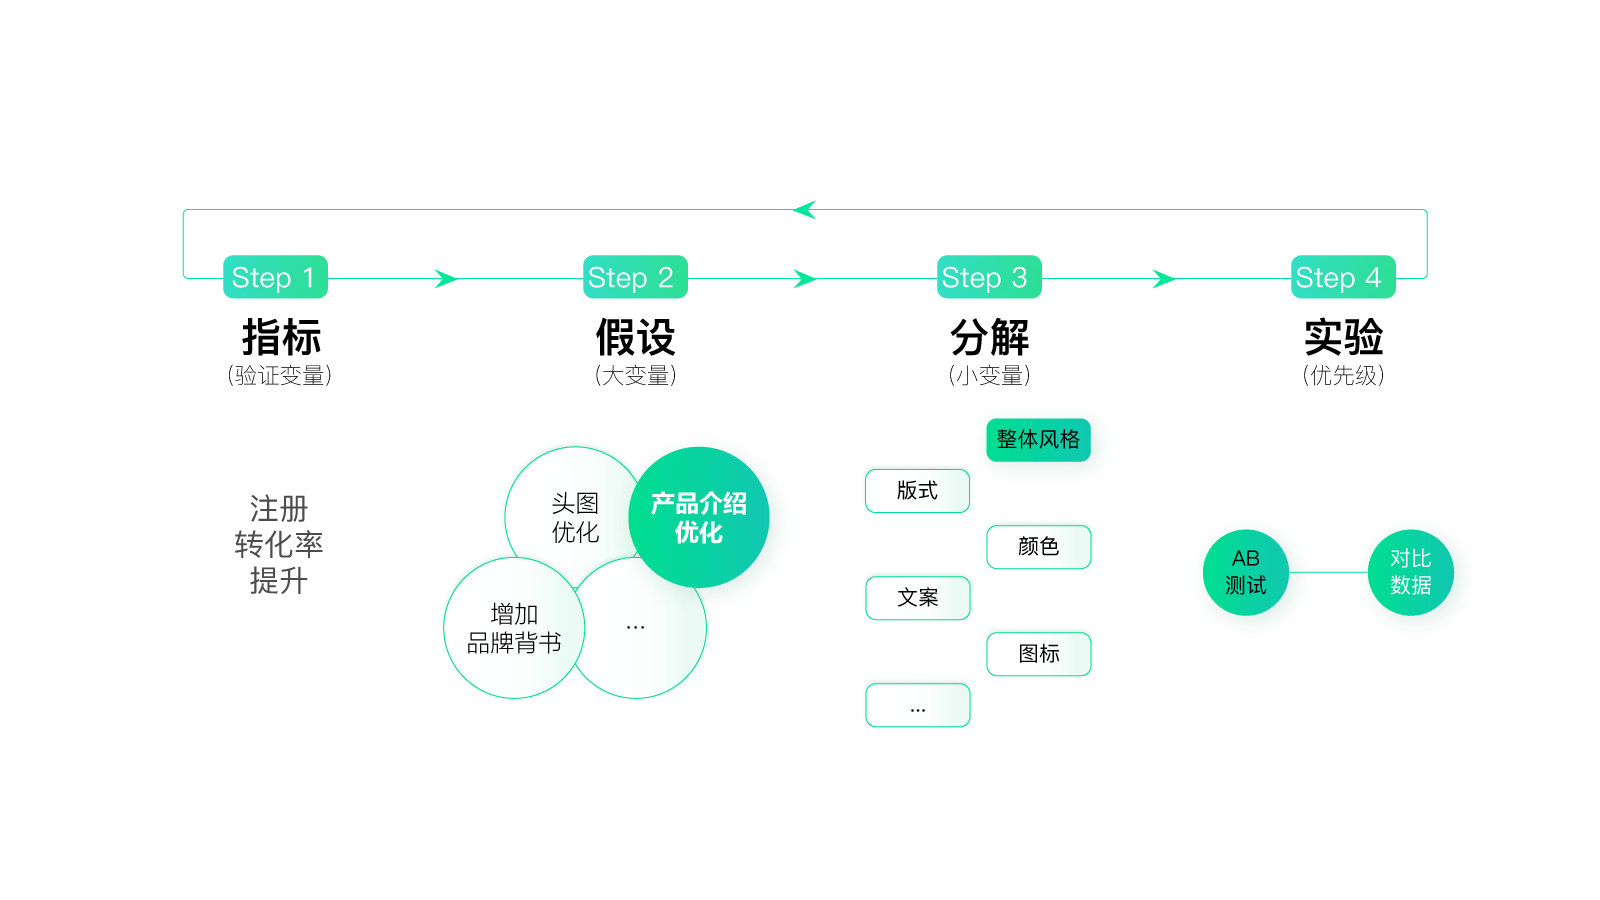 Step 1
指标
(验证变量)
注册
转化率
提升
Step 2
假设
(大变量)
头图
优化
产品介绍
优化
增加
品牌背书
...
Step 3
分解
(小变量)
整体风格
版式
颜色
文案
图标
...
Step 4
实验
(优先级)
AB
测试
对比
数据